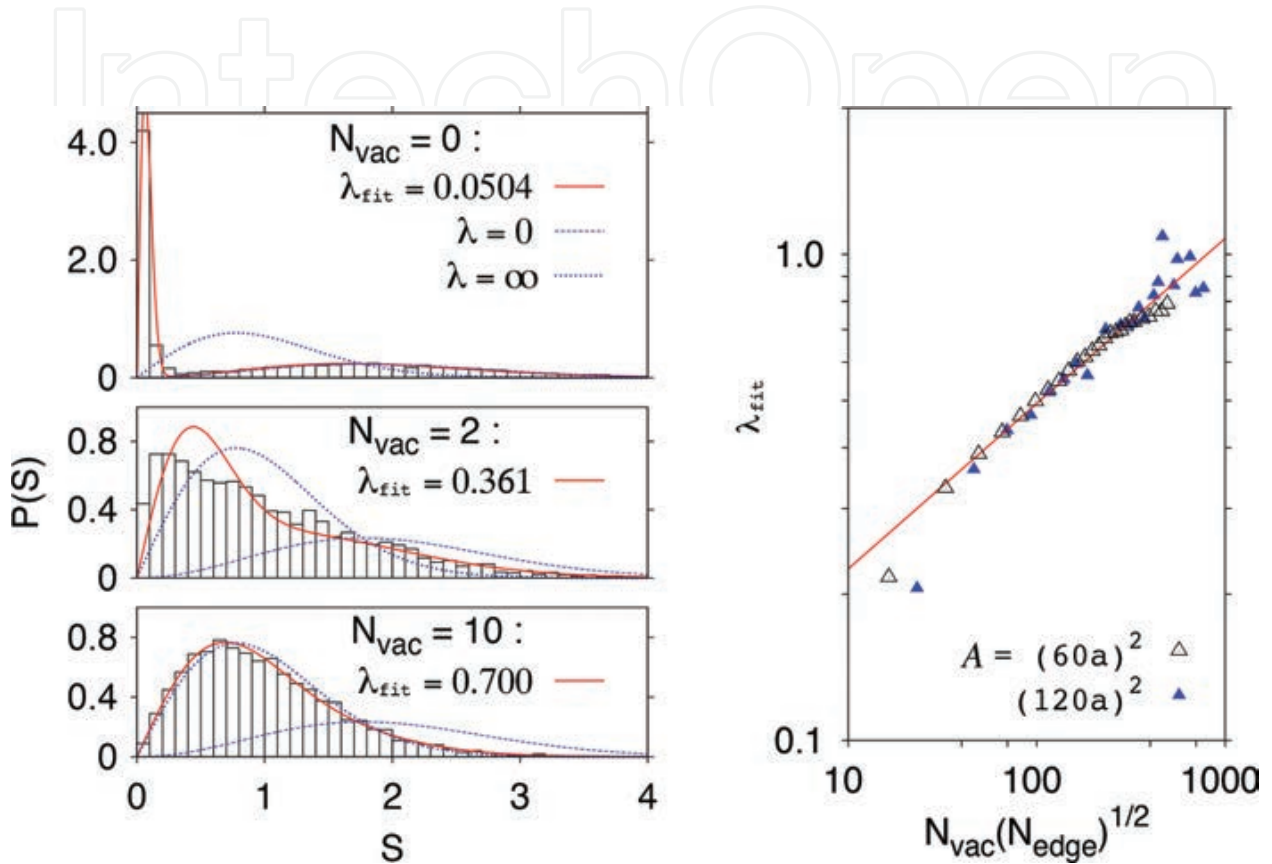 IntechOpen
4.0
2.0
0
N_vac = 0 :
λ_fit = 0.0504
λ = 0
λ = ∞
0.8
0.4
0
N_vac = 2 :
λ_fit = 0.361
P(S)
0.8
0.4
0
N_vac = 10 :
λ_fit = 0.700
0 1 2 3 4
S
1.0
0.1
λ_fit
A = (60a)²
(120a)²
10 100 1000
N_vac(N_edge)^1/2